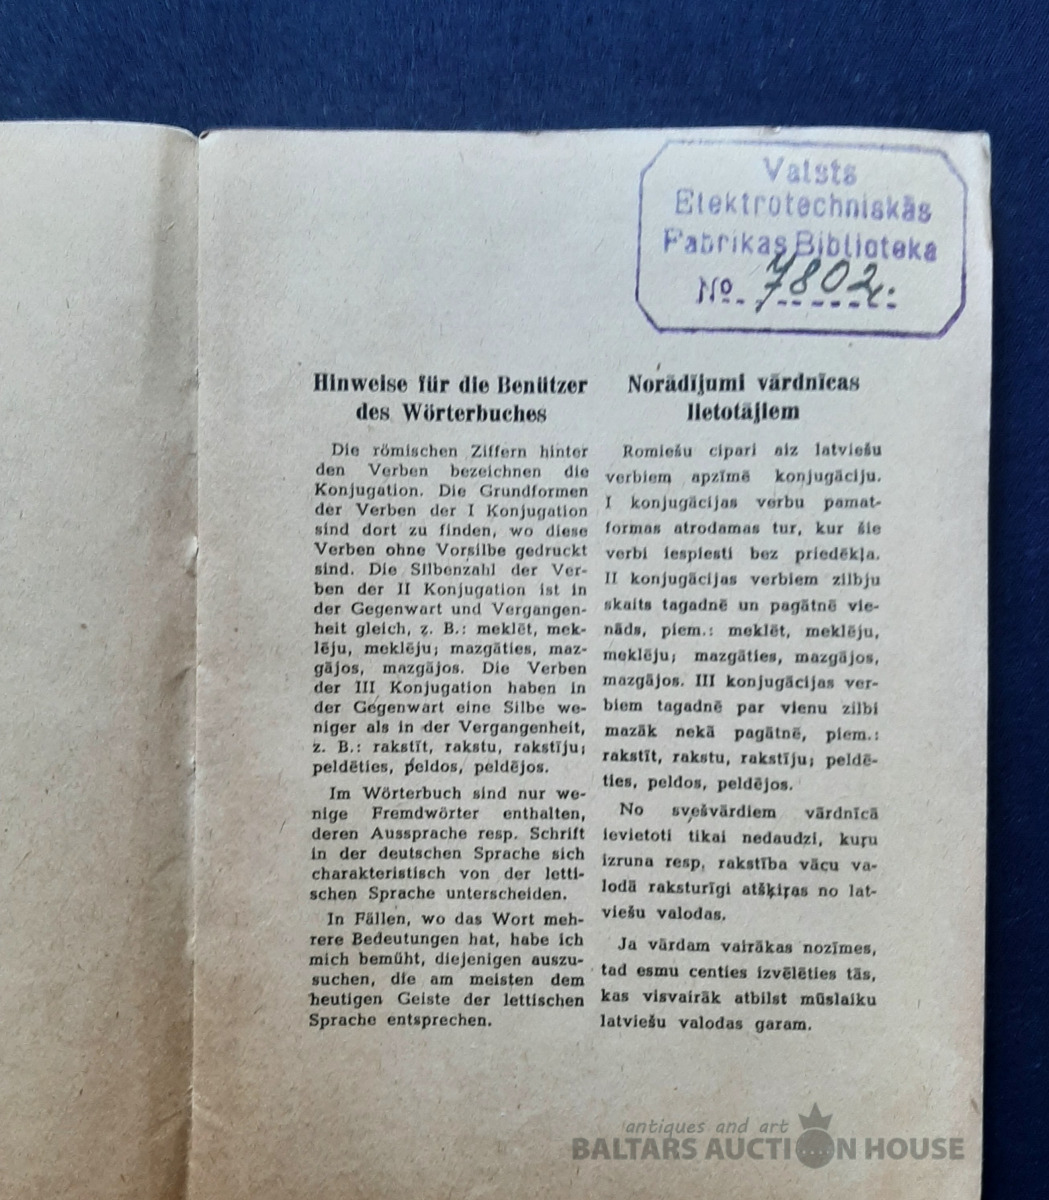 Valsts
Elektrotechniskās
Fabrikas Biblioteka
№ 7802.
Hinweise für die Benützer
des Wörterbuches
Die römischen Ziffern hinter
den Verben bezeichnen die
Konjugation. Die Grundformen
der Verben der I Konjugation
sind dort zu finden, wo diese
Verben ohne Vorsilbe gedruckt
sind. Die Silbenzahl der Ver-
ben der II Konjugation ist in
der Gegenwart und Vergangen-
heit gleich, z. B.: meklēt, mek-
lēju, meklēju; mazgāties, maz-
gājos, mazgājos. Die Verben
der III Konjugation haben in
der Gegenwart eine Silbe we-
niger als in der Vergangenheit,
z. B.: rakstīt, rakstu, rakstīju;
peldēties, peldos, peldējos.
Im Wörterbuch sind nur we-
nige Fremdwörter enthalten,
deren Aussprache resp. Schrift
in der deutschen Sprache sich
charakteristisch von der letti-
schen Sprache unterscheiden.
In Fällen, wo das Wort meh-
rere Bedeutungen hat, habe ich
mich bemüht, diejenigen auszu-
suchen, die am meisten dem
heutigen Geiste der lettischen
Sprache entsprechen.
Norādījumi vārdnīcas
lietotājiem
Romiešu cipari aiz latviešu
verbiem apzīmē konjugāciju.
I konjugācijas verbu pamat-
formas atrodamas tur, kur šie
verbi iespiesti bez priedēkļa.
II konjugācijas verbiem zilbju
skaits tagadnē un pagātnē vie-
nāds, piem.: meklēt, meklēju,
meklēju; mazgāties, mazgājos,
mazgājos. III konjugācijas ver-
biem tagadnē par vienu zilbi
mazāk nekā pagātnē, piem.:
rakstīt, rakstu, rakstīju; peldē-
ties, peldos, peldējos.
No svešvārdiem vārdnīcā
ievietoti tikai nedaudzi, kuŗu
izruna resp. rakstība vācu va-
lodā raksturīgi atšķiŗas no lat-
viešu valodas.
Ja vārdam vairākas nozīmes,
tad esmu centies izvēlēties tās,
kas visvairāk atbilst mūslaiku
latviešu valodas garam.
antiques and art
BALTARS AUCTION HOUSE